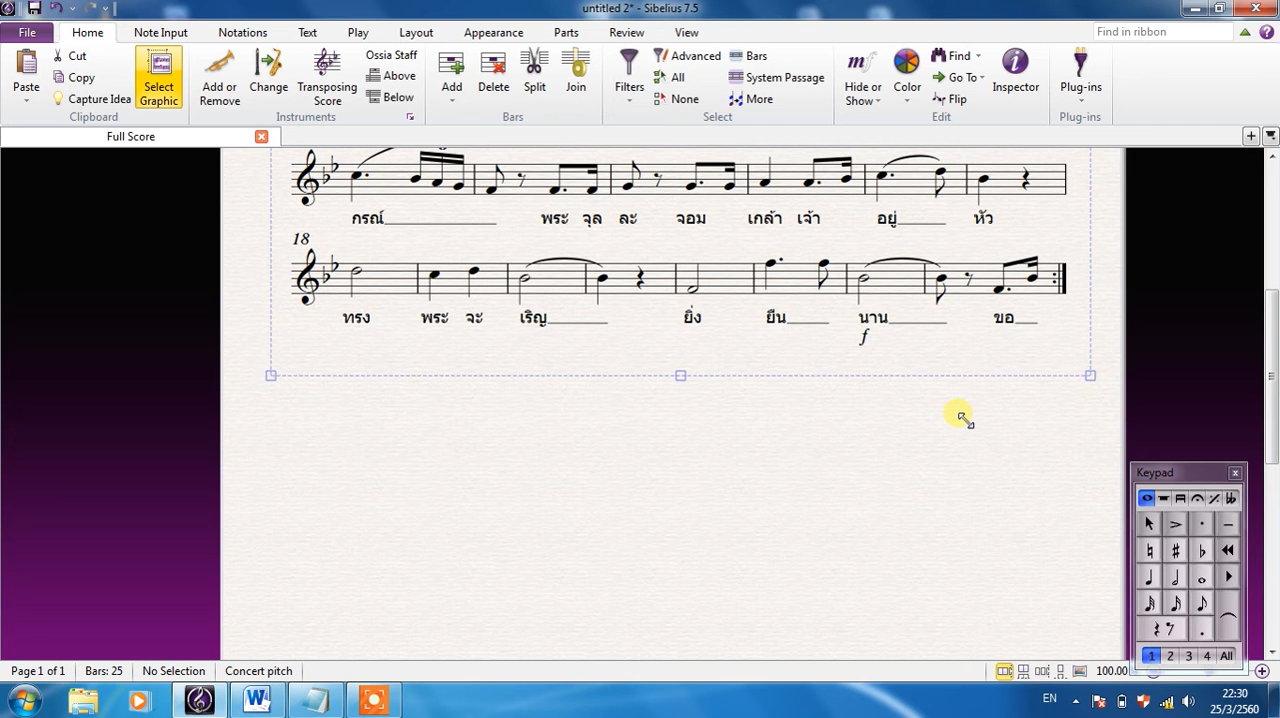 untitled 2* - Sibelius 7.5
File Home Note Input Notations Text Play Layout Appearance Parts Review View Find in ribbon
Paste
Cut
Copy
Capture Idea
Select Graphic
Clipboard
Add or Remove
Change
Transposing Score
Ossia Staff
Above
Below
Instruments
Add
Delete
Split
Join
Bars
Filters
Advanced
All
None
Bars
System Passage
More
Select
Hide or Show
Color
Find
Go To
Flip
Inspector
Edit
Plug-ins
Plug-ins
Full Score
กรณ์ พระ จุล ละ จอม เกล้า เจ้า อยู่ หัว
18
ทรง พระ จะ เริญ ยิ่ง ยืน นาน ขอ
f
Keypad
1 2 3 4 All
Page 1 of 1 Bars: 25 No Selection Concert pitch 100.00
EN 22:30
25/3/2560